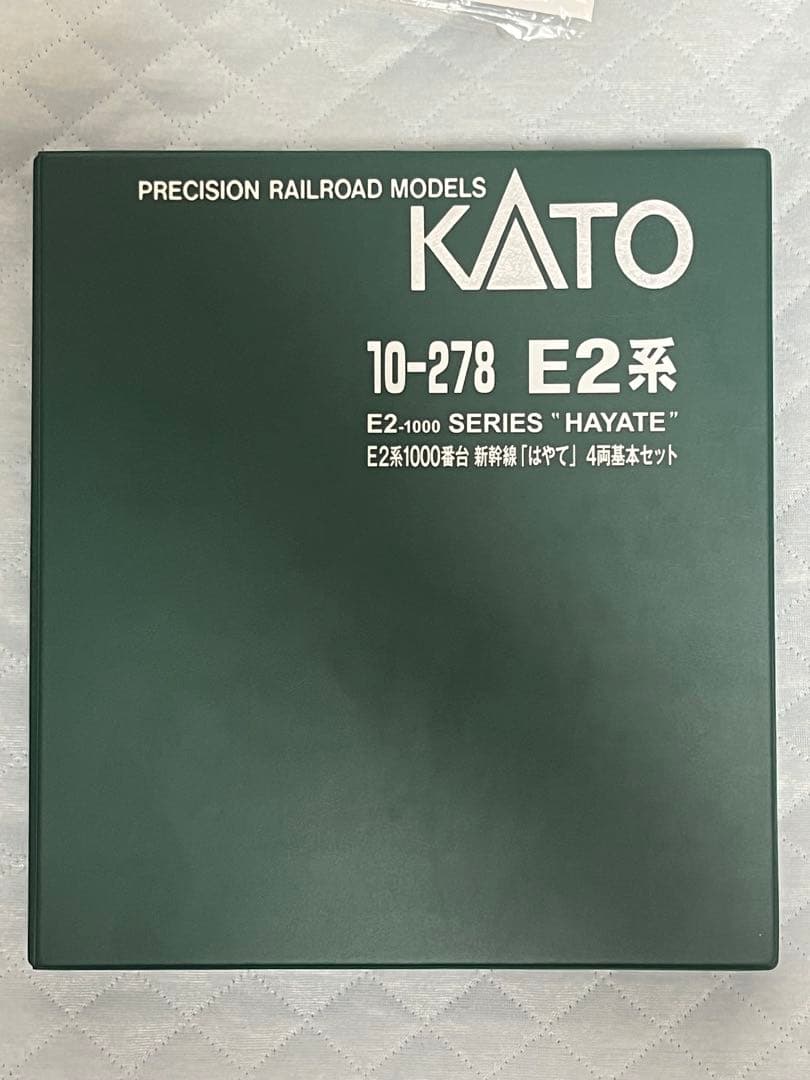 PRECISION RAILROAD MODELS
KATO
10-278 E2系
E2-1000 SERIES “HAYATE”
E2系1000番台 新幹線「はやて」 4両基本セット